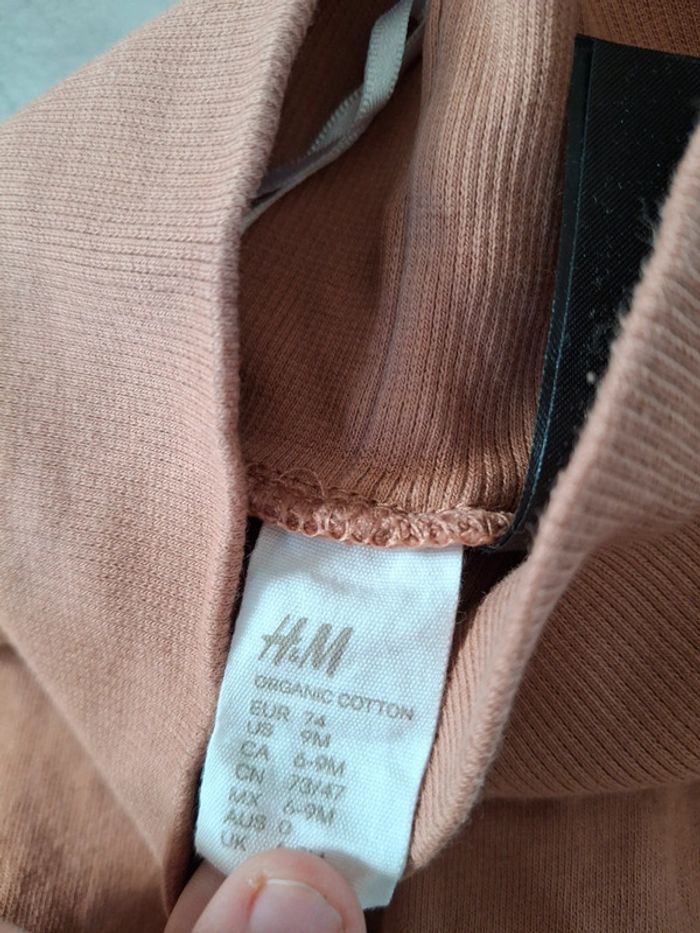 H&M
ORGANIC COTTON
EUR 74
US 9M
CA 6-9M
CN 73/47
MX 6-9M
AUS 0
UK